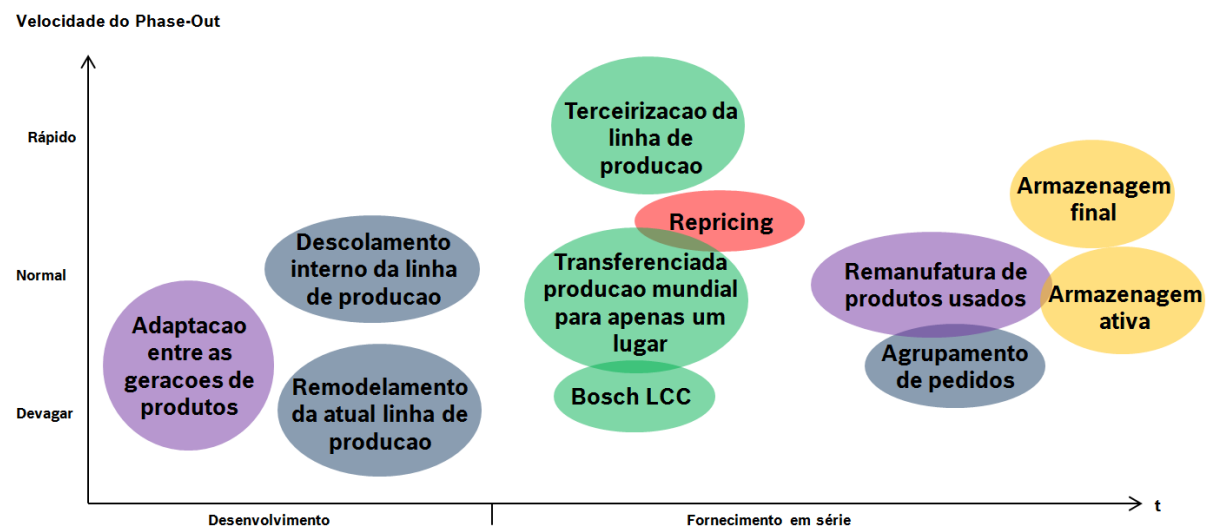 Velocidade do Phase-Out
Rápido
Normal
Devagar
Adaptacao
entre as
geracoes de
produtos
Descolamento
interno da linha
de producao
Remodelamento
da atual linha de
producao
Terceirizacao da
linha de
producao
Repricing
Transferenciada
producao mundial
para apenas um
lugar
Bosch LCC
Remanufatura de
produtos usados
Agrupamento
de pedidos
Armazenagem
final
Armazenagem
ativa
t
Desenvolvimento
Fornecimento em série